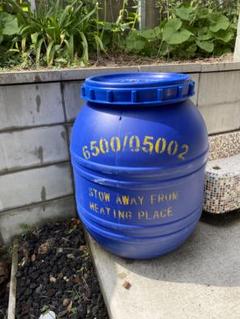 6500/05002
STOW AWAY FROM
HEATING PLACE